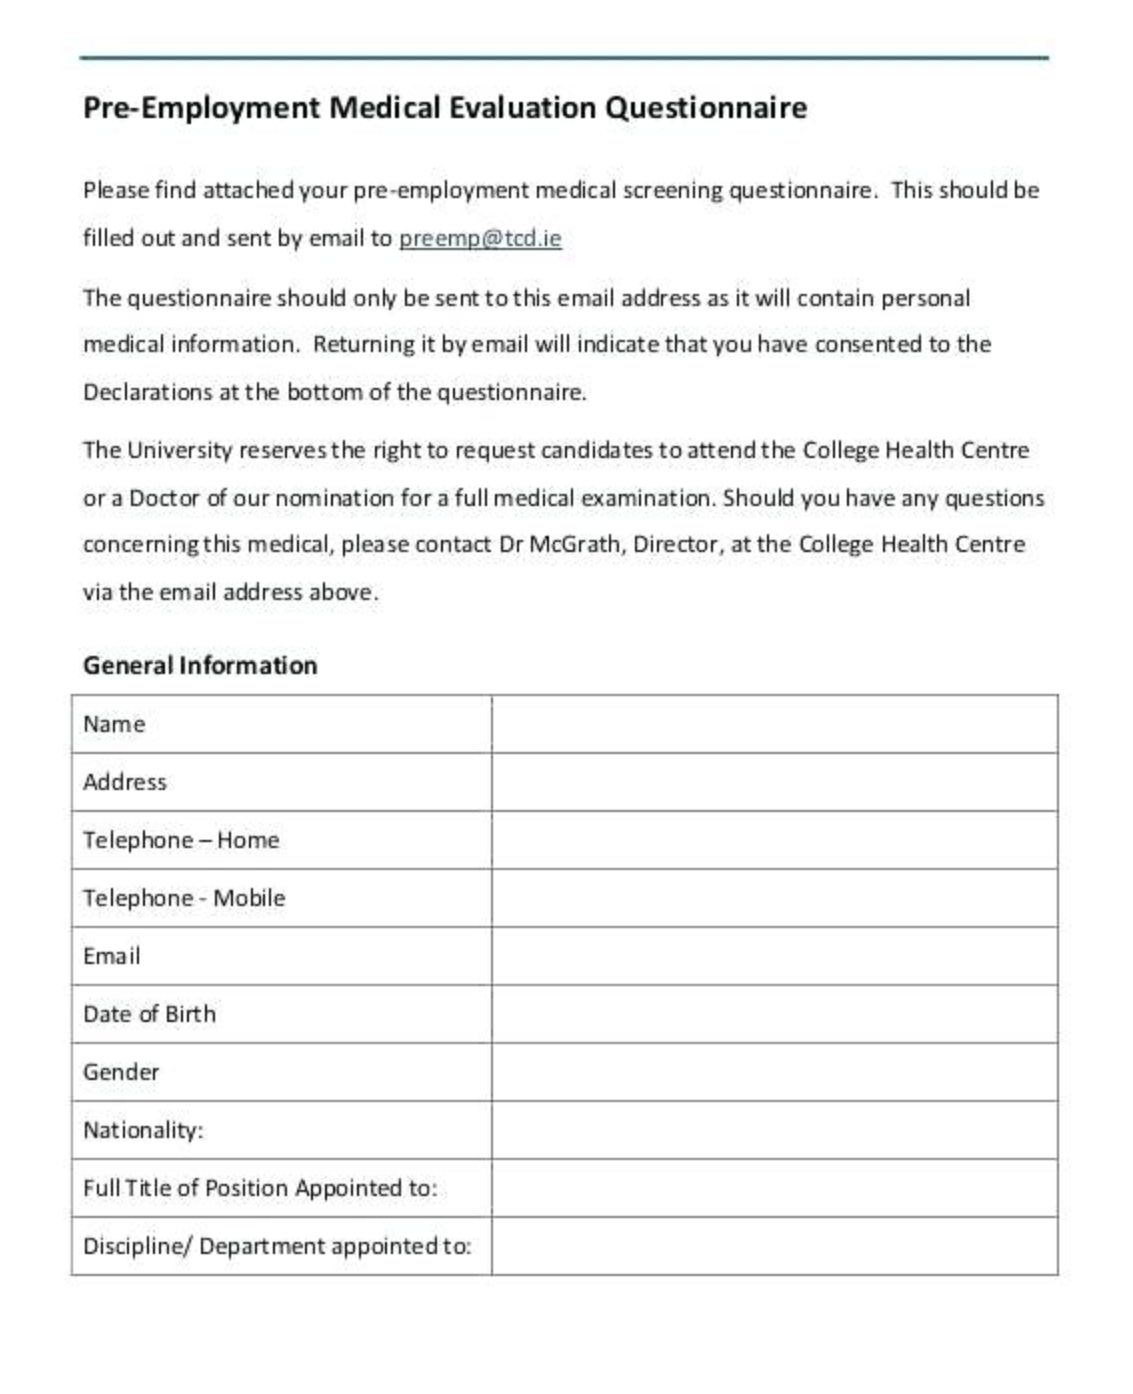 Pre-Employment Medical Evaluation Questionnaire
Please find attached your pre-employment medical screening questionnaire. This should be
filled out and sent by email to preemp@tcd.ie
The questionnaire should only be sent to this email address as it will contain personal
medical information. Returning it by email will indicate that you have consented to the
Declarations at the bottom of the questionnaire.
The University reserves the right to request candidates to attend the College Health Centre
or a Doctor of our nomination for a full medical examination. Should you have any questions
concerning this medical, please contact Dr McGrath, Director, at the College Health Centre
via the email address above.
General Information
Name
Address
Telephone – Home
Telephone - Mobile
Email
Date of Birth
Gender
Nationality:
Full Title of Position Appointed to:
Discipline/ Department appointed to: